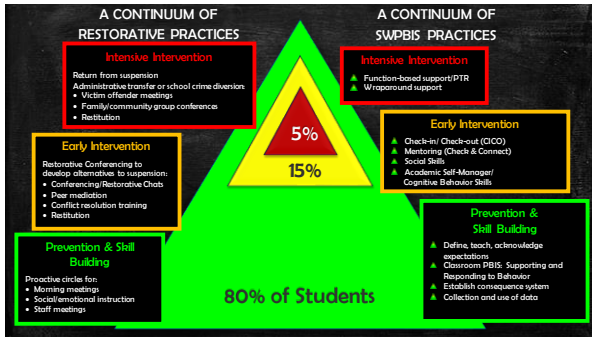 A CONTINUUM OF
RESTORATIVE PRACTICES
Intensive Intervention
Return from suspension
Administrative transfer or school crime diversion:
• Victim offender meetings
• Family/community group conferences
• Restitution
Early Intervention
Restorative Conferencing to
develop alternatives to suspension:
• Conferencing/Restorative Chats
• Peer mediation
• Conflict resolution training
• Restitution
Prevention & Skill
Building
Proactive circles for:
• Morning meetings
• Social/emotional instruction
• Staff meetings
5%
15%
80% of Students
A CONTINUUM OF
SWPBIS PRACTICES
Intensive Intervention
Function-based support/PTR
Wraparound support
Early Intervention
Check-in/ Check-out (CICO)
Mentoring (Check & Connect)
Social Skills
Academic Self-Manager/
Cognitive Behavior Skills
Prevention &
Skill Building
Define, teach, acknowledge
expectations
Classroom PBIS: Supporting and
Responding to Behavior
Establish consequence system
Collection and use of data